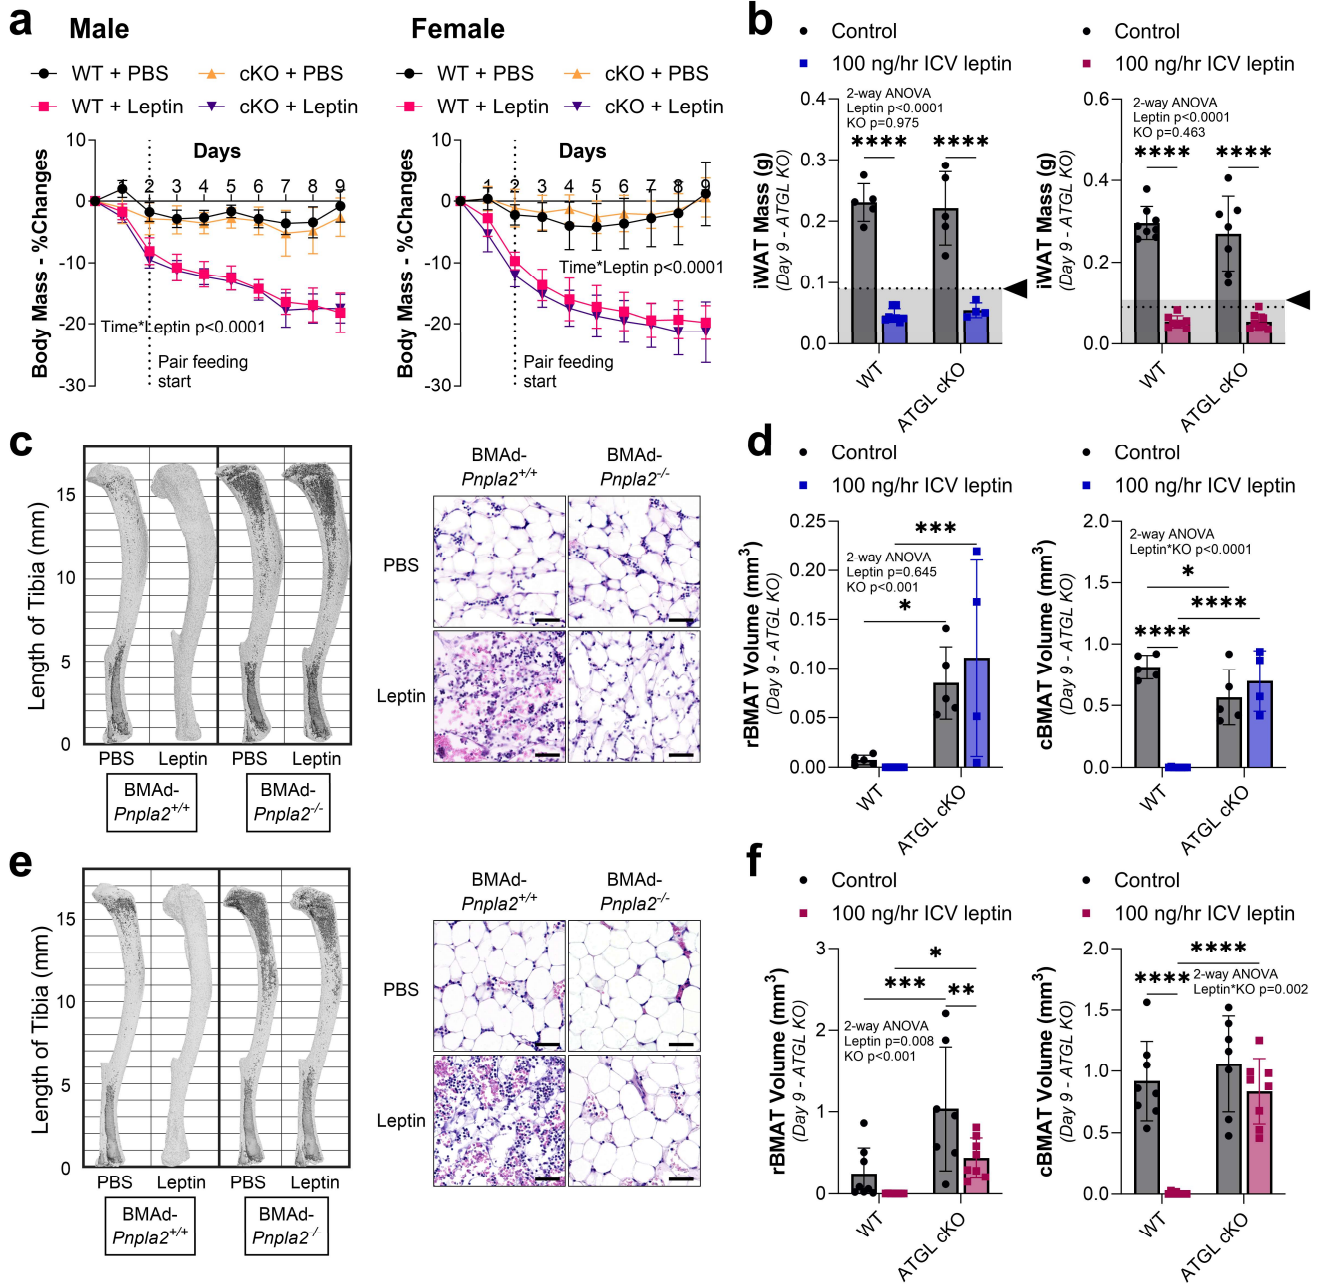 a
Male
Female
WT + PBS
cKO + PBS
WT + Leptin
cKO + Leptin
WT + PBS
cKO + PBS
WT + Leptin
cKO + Leptin
Body Mass - %Changes
10
0
-10
-20
-30
Days
2 3 4 5 6 7 8 9
Time*Leptin p<0.0001
Pair feeding
start
Body Mass - %Changes
10
0
-10
-20
-30
Days
1 2 3 4 5 6 7 8 9
Time*Leptin p<0.0001
Pair feeding
start
b
Control
100 ng/hr ICV leptin
iWAT Mass (g)
(Day 9 - ATGL KO)
0.4
0.3
0.2
0.1
0.0
2-way ANOVA
Leptin p<0.0001
KO p=0.975
**** ****
WT
ATGL cKO
Control
100 ng/hr ICV leptin
iWAT Mass (g)
(Day 9 - ATGL KO)
0.6
0.4
0.2
0.0
2-way ANOVA
Leptin p<0.0001
KO p=0.463
**** ****
WT
ATGL cKO
c
Length of Tibia (mm)
15
10
5
0
PBS Leptin PBS Leptin
BMAd-
Pnpla2+/+
BMAd-
Pnpla2-/-
BMAd-
Pnpla2+/+
BMAd-
Pnpla2-/-
PBS
Leptin
d
Control
100 ng/hr ICV leptin
rBMAT Volume (mm3)
(Day 9 - ATGL KO)
0.25
0.20
0.15
0.10
0.05
0.00
***
2-way ANOVA
Leptin p=0.645
KO p<0.001
*
WT
ATGL cKO
Control
100 ng/hr ICV leptin
cBMAT Volume (mm3)
(Day 9 - ATGL KO)
2.0
1.5
1.0
0.5
0.0
2-way ANOVA
Leptin*KO p<0.0001
*
****
****
WT
ATGL cKO
e
Length of Tibia (mm)
15
10
5
0
PBS Leptin PBS Leptin
BMAd-
Pnpla2+/+
BMAd-
Pnpla2 /
BMAd-
Pnpla2+/+
BMAd-
Pnpla2-/-
PBS
Leptin
f
Control
100 ng/hr ICV leptin
rBMAT Volume (mm3)
(Day 9 - ATGL KO)
3
2
1
0
*
*** **
2-way ANOVA
Leptin p=0.008
KO p<0.001
WT
ATGL cKO
Control
100 ng/hr ICV leptin
cBMAT Volume (mm3)
(Day 9 - ATGL KO)
2.0
1.5
1.0
0.5
0.0
****
****
2-way ANOVA
Leptin*KO p=0.002
WT
ATGL cKO